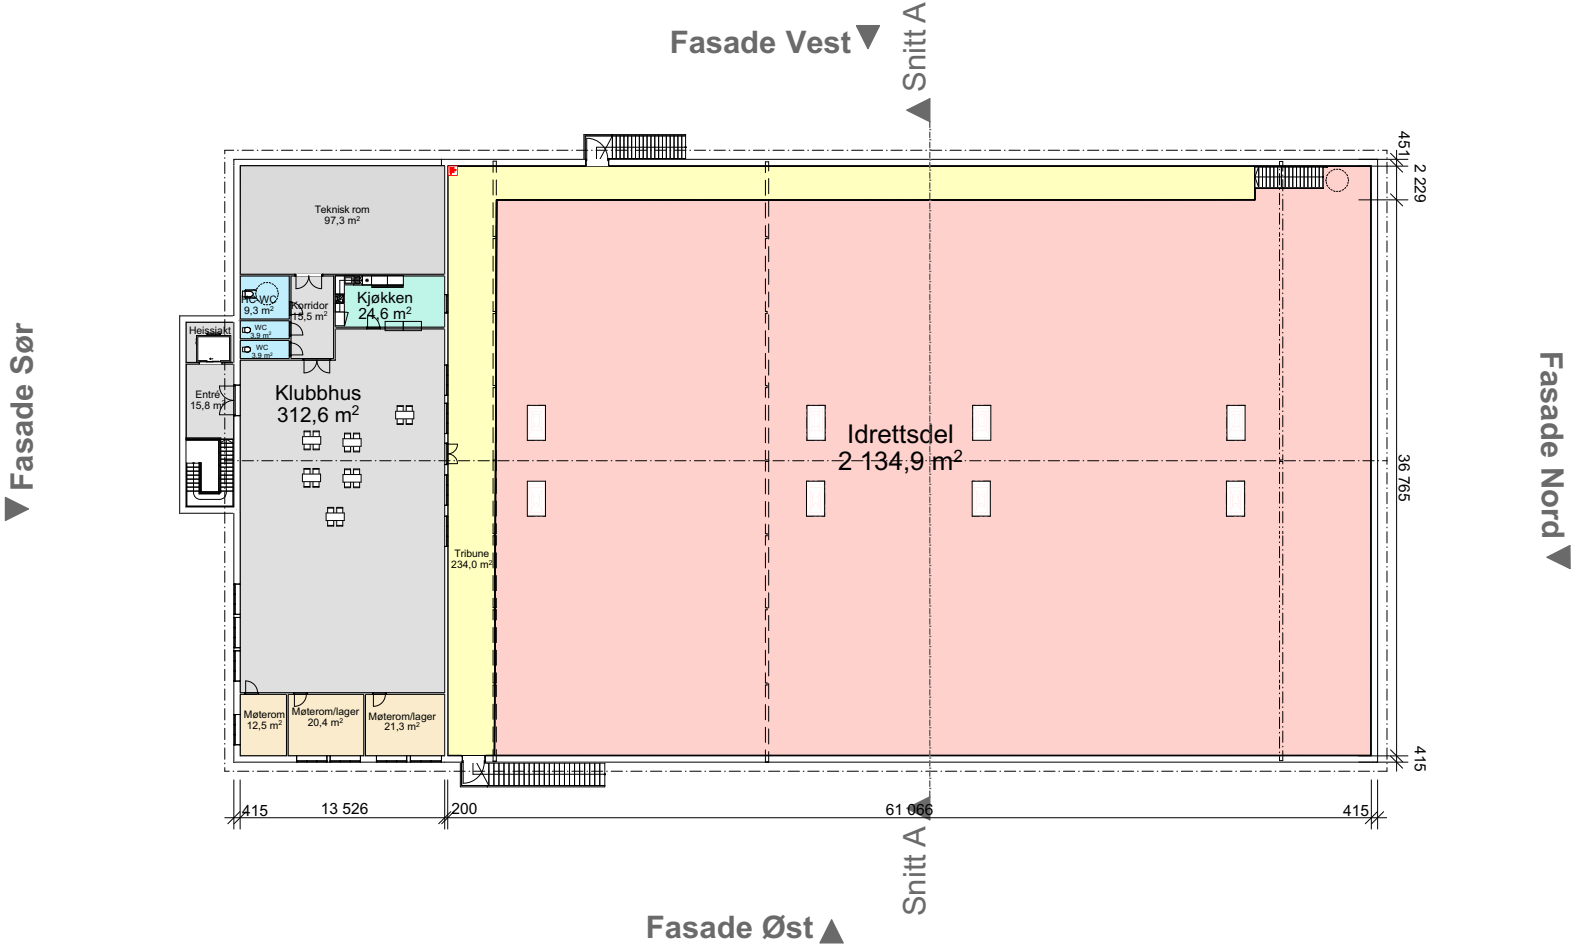 Fasade Vest
Snitt A
451
2 229
Teknisk rom
97,3 m²
HC-WC
9,3 m²
Korridor
15,5 m²
Kjøkken
24,6 m²
WC
3,9 m²
WC
3,9 m²
Heissjakt
Entré
15,8 m²
Klubbhus
312,6 m²
Idrettsdel
2 134,9 m²
36 765
Fasade Sør
Fasade Nord
Tribune
234,0 m²
Møterom
12,5 m²
Møterom/lager
20,4 m²
Møterom/lager
21,3 m²
415
415
13 526
200
61 066
415
Snitt A
Fasade Øst